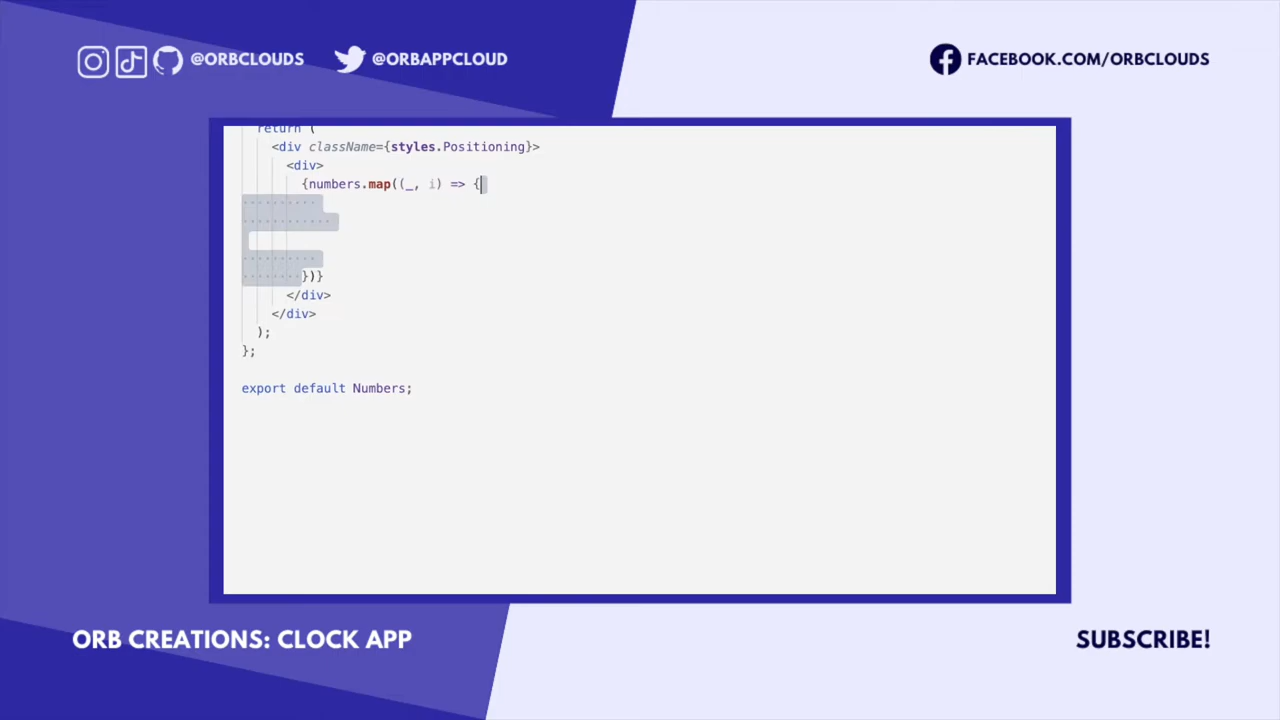 @ORBCLOUDS @ORBAPPCLOUD FACEBOOK.COM/ORBCLOUDS
return (
<div className={styles.Positioning}>
<div>
{numbers.map((_, i) => {
})}
</div>
</div>
);
};
export default Numbers;
ORB CREATIONS: CLOCK APP SUBSCRIBE!